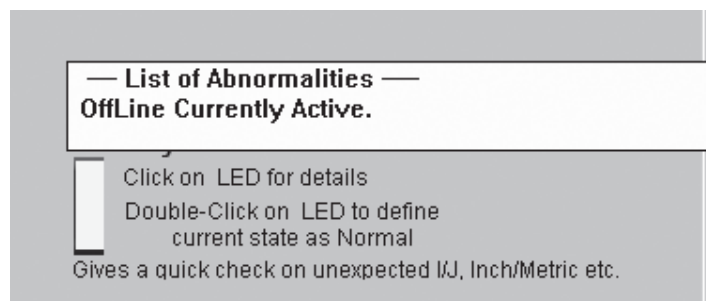 — List of Abnormalities —
OffLine Currently Active.
Click on LED for details
Double-Click on LED to define
current state as Normal
Gives a quick check on unexpected I/J, Inch/Metric etc.